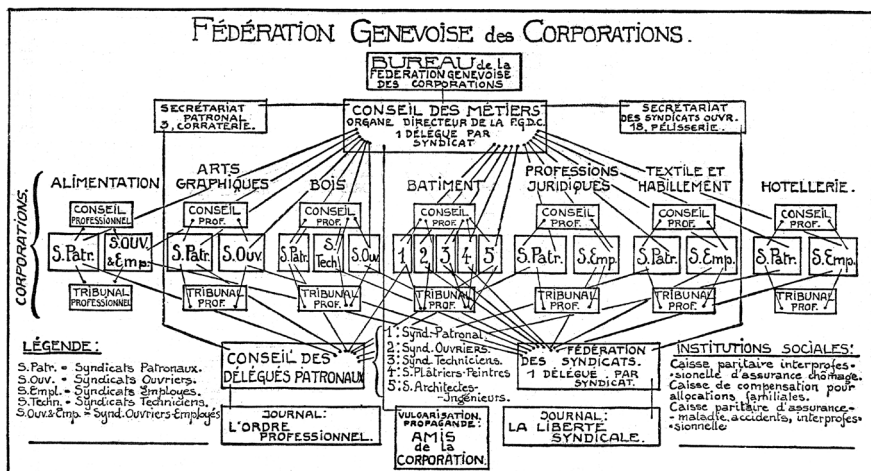 FÉDÉRATION GENEVOISE des CORPORATIONS.
BUREAU de la
FÉDÉRATION GENEVOISE
DES CORPORATIONS
SECRÉTARIAT
PATRONAL
3, CORRATERIE.
CONSEIL DES MÉTIERS
ORGANE DIRECTEUR DE LA F.G.D.C.
1 DÉLÉGUÉ PAR
SYNDICAT
SECRÉTARIAT
DES SYNDICATS OUVR.
18, PÉLISSERIE.
CORPORATIONS.
ALIMENTATION
ARTS
GRAPHIQUES
BOIS
BATIMENT
PROFESSIONS
JURIDIQUES
TEXTILE ET
HABILLEMENT
HOTELLERIE.
CONSEIL
PROFESSIONNEL
CONSEIL
PROF.
CONSEIL
PROF.
CONSEIL
PROF.
CONSEIL
PROF.
CONSEIL
PROF.
CONSEIL
PROF.
S.Patr.
S.OUV.
&Emp.
S.Patr.
S.Ouv.
S.Patr.
S.
Tech
S.Ouv
1 2 3 4 5
S.Patr.
S.Emp.
S.Patr.
S.Emp.
S.Patr.
S.Emp.
TRIBUNAL
PROFESSIONNEL
TRIBUNAL
PROF.
TRIBUNAL
PROF.
TRIBUNAL
PROF.
TRIBUNAL
PROF.
TRIBUNAL
PROF.
TRIBUNAL
PROF.
LÉGENDE:
S.Patr. = Syndicats Patronaux.
S.Ouv. = Syndicats Ouvriers.
S.Empl. = Syndicats Employés.
S.Techn. = Syndicats Techniciens.
S.Ouv.&Emp. = Synd.Ouvriers-Employés
CONSEIL DES
DÉLÉGUÉS PATRONAUX
1: Synd. Patronal.
2: Synd. Ouvriers.
3: Synd. Techniciens
4: S.Plâtriers-Peintres
5: S.Architectes-
Ingénieurs.
FÉDÉRATION
DES SYNDICATS.
1 DÉLÉGUÉ PAR
SYNDICAT.
INSTITUTIONS SOCIALES:
Caisse paritaire interprofes-
sionelle d'assurance chômage.
Caisse de compensation pour
allocations familiales.
Caisse paritaire d'assurance-
-maladie, accidents, interprofes-
sionnelle
JOURNAL:
L'ORDRE
PROFESSIONNEL.
VULGARISATION,
PROPAGANDE:
AMIS
de la
CORPORATION.
JOURNAL:
LA LIBERTÉ
SYNDICALE.